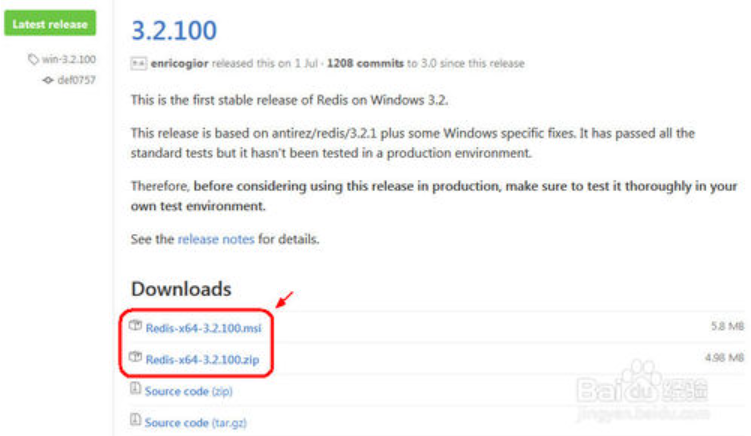 Latest release
3.2.100
win-3.2.100
enricogior released this on 1 Jul · 1208 commits to 3.0 since this release
def0757
This is the first stable release of Redis on Windows 3.2.
This release is based on antirez/redis/3.2.1 plus some Windows specific fixes. It has passed all the
standard tests but it hasn't been tested in a production environment.
Therefore, before considering using this release in production, make sure to test it thoroughly in your
own test environment.
See the release notes for details.
Downloads
Redis-x64-3.2.100.msi 5.8 MB
Redis-x64-3.2.100.zip 4.98 MB
Source code (zip)
Source code (tar.gz)
Baidu 经验
jingyan.baidu.com